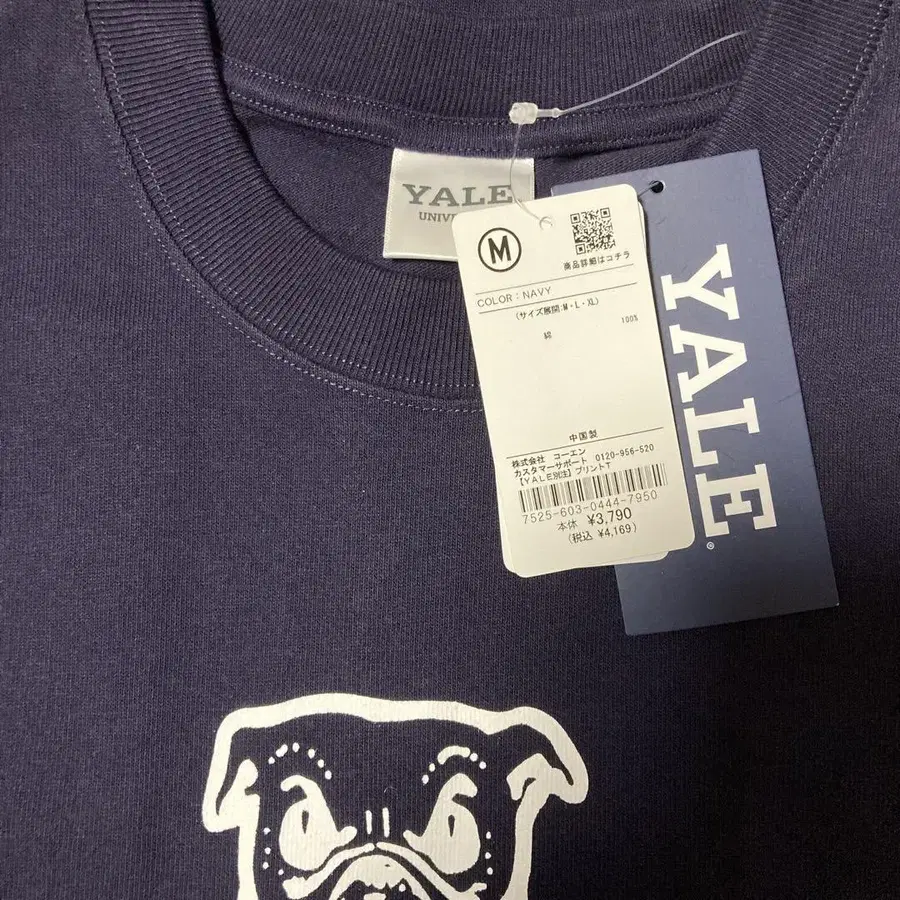 YALE
UNIV
M
商品詳細はコチラ
COLOR：NAVY
(サイズ展開:M・L・XL)
綿 100%
中国製
株式会社 コーエン
カスタマーサポート 0120-956-520
【YALE別注】プリントT
7525-603-0444-7950
本体 ¥3,790
(税込 ¥4,169)
YALE®